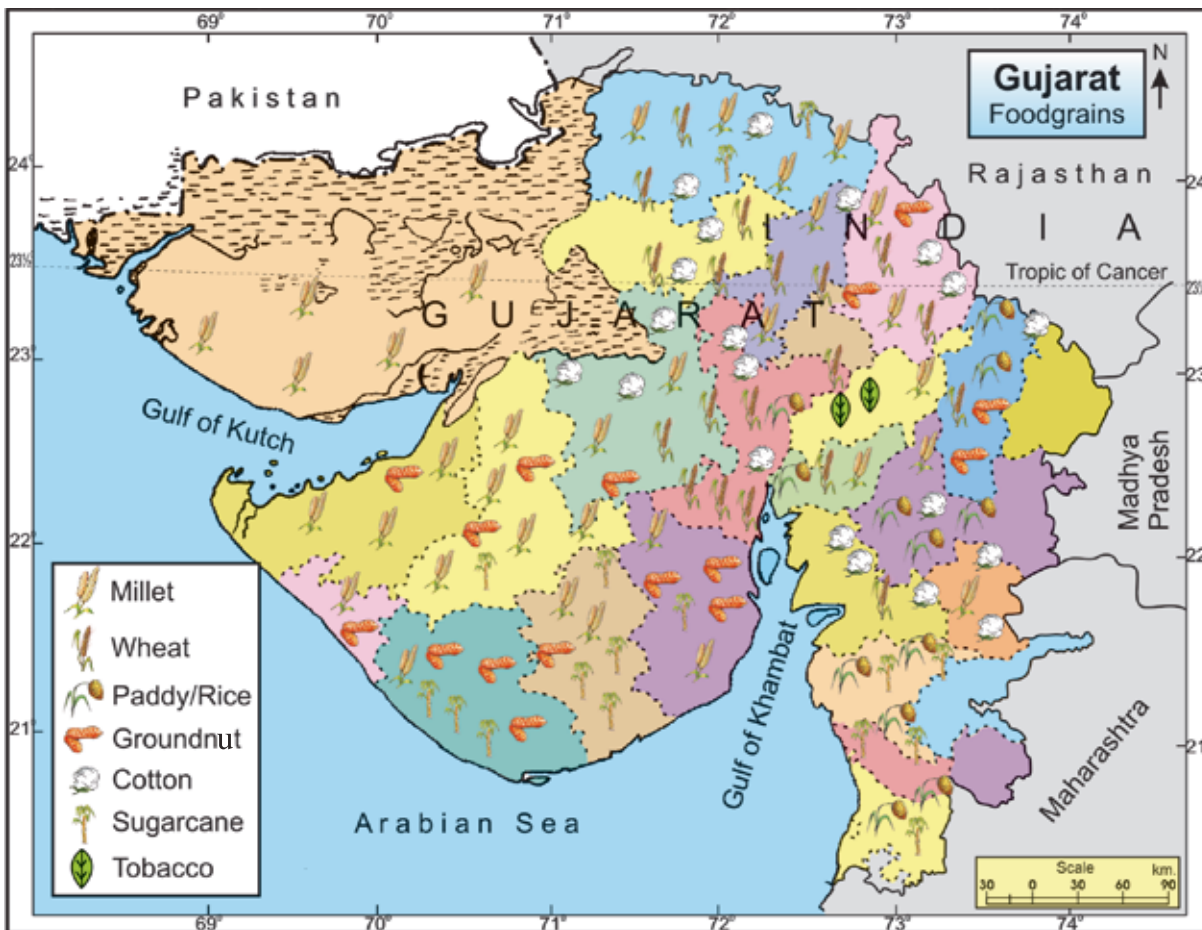 69° 70° 71° 72° 73° 74°
Pakistan
Gujarat
Foodgrains
N
24°
Rajasthan
24
INDIA
23½
Tropic of Cancer
23½
GUJARAT
23°
23
Gulf of Kutch
Madhya
Pradesh
22°
22
Millet
Wheat
Paddy/Rice
Groundnut
Cotton
Sugarcane
Tobacco
Gulf of Khambat
21°
21
Maharashtra
Arabian Sea
Scale km.
30 0 30 60 90
69° 70° 71° 72° 73° 74°